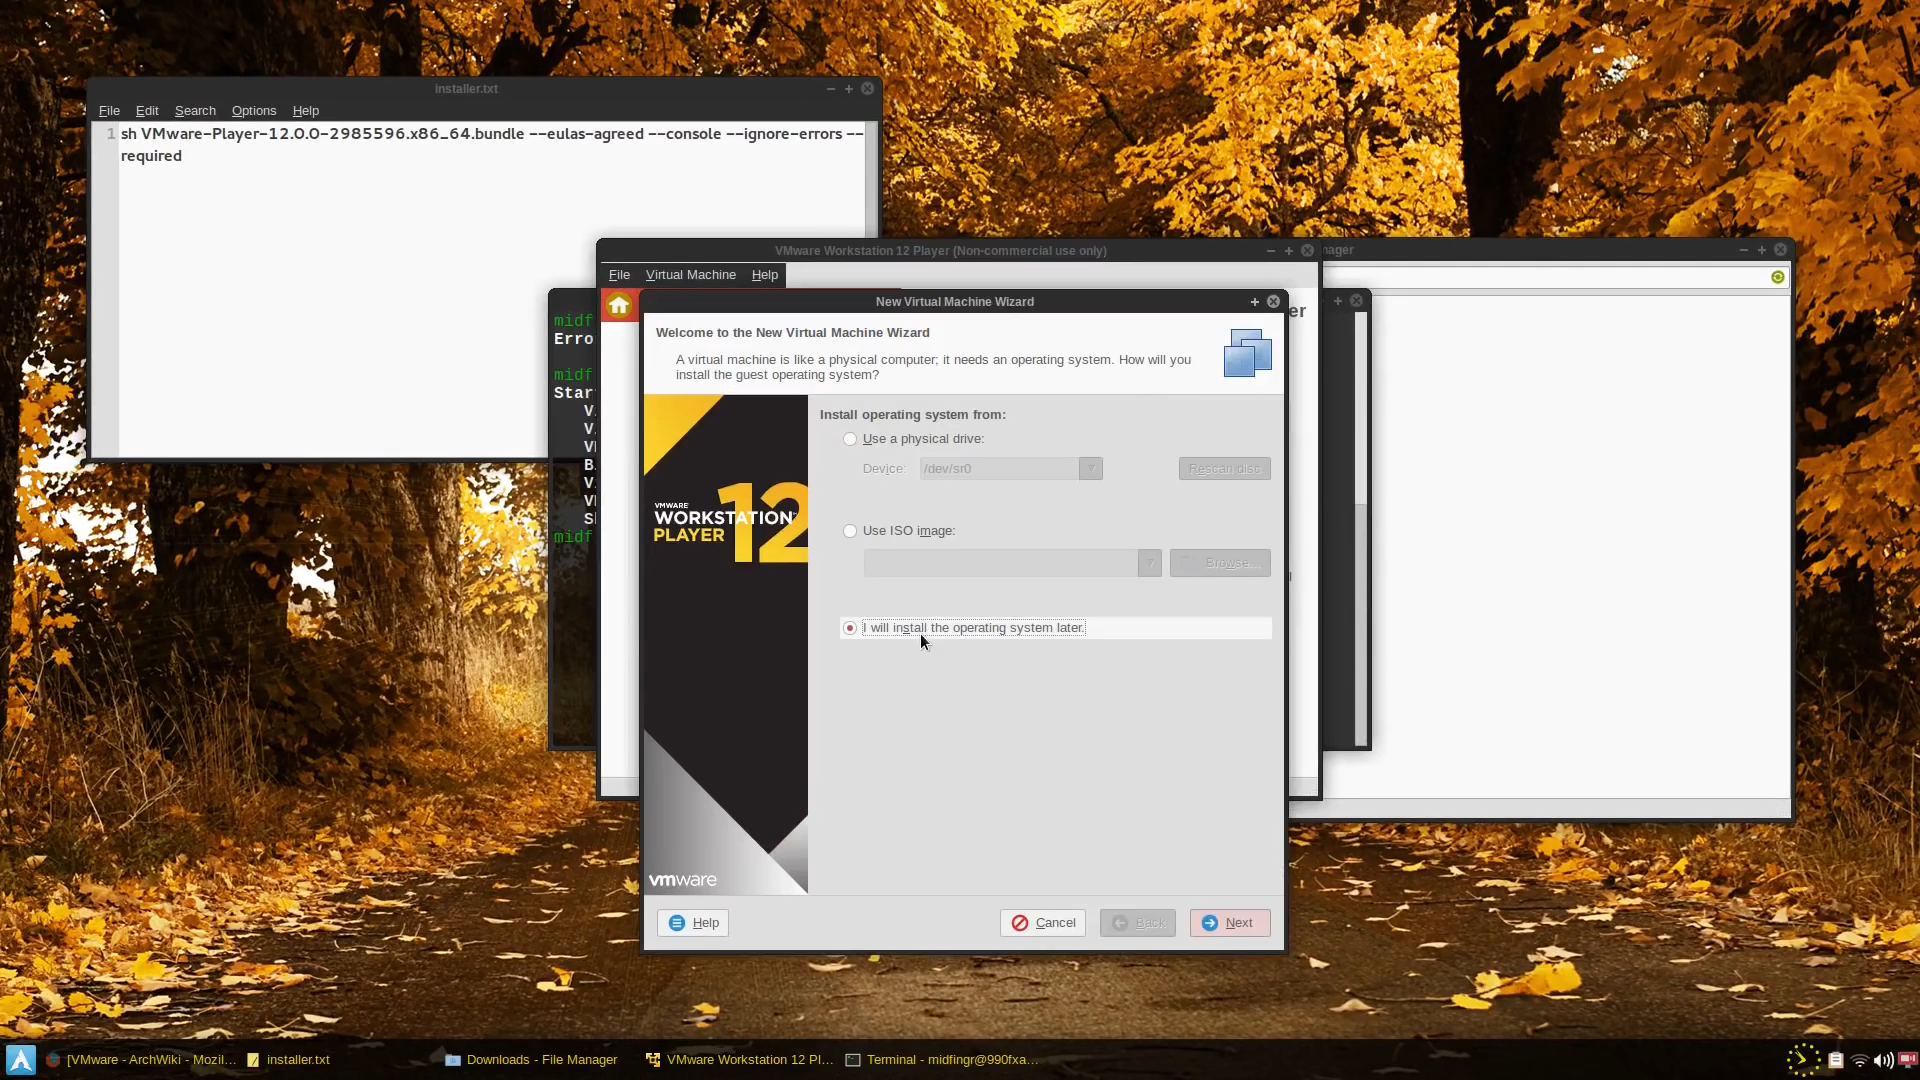 installer.txt
File Edit Search Options Help
1 sh VMware-Player-12.0.0-2985596.x86_64.bundle --eulas-agreed --console --ignore-errors --
required
VMware Workstation 12 Player (Non-commercial use only)
File Virtual Machine Help
New Virtual Machine Wizard
Welcome to the New Virtual Machine Wizard
A virtual machine is like a physical computer; it needs an operating system. How will you
install the guest operating system?
midf
Erro
midf
Star
midf
VMWARE
WORKSTATION
PLAYER 12
vmware
Install operating system from:
Use a physical drive:
Device: /dev/sr0 Rescan disc
Use ISO image:
Browse...
I will install the operating system later.
Help Cancel Back Next
[VMware - ArchWiki - Mozil... installer.txt Downloads - File Manager VMware Workstation 12 Pl... Terminal - midfingr@990fxa...